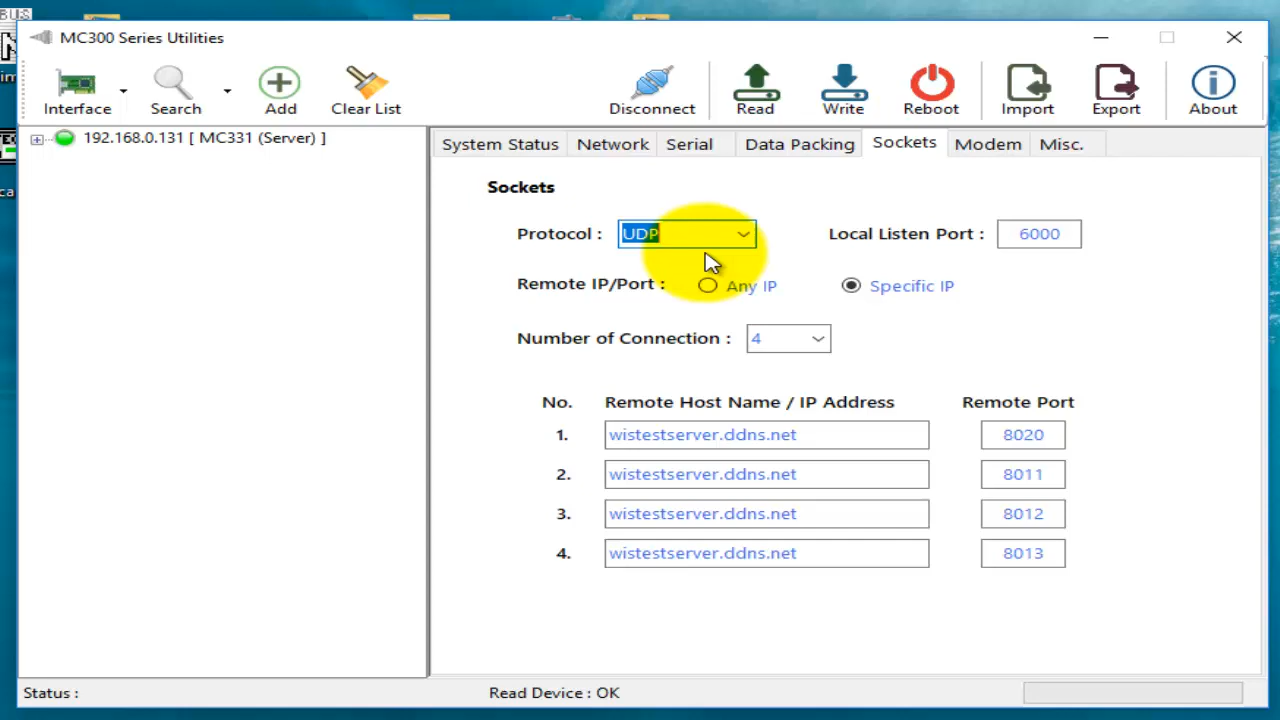 BUS
MC300 Series Utilities
Interface Search Add Clear List Disconnect Read Write Reboot Import Export About
192.168.0.131 [ MC331 (Server) ]
System Status Network Serial Data Packing Sockets Modem Misc.
Sockets
Protocol : UDP Local Listen Port : 6000
Remote IP/Port : Any IP Specific IP
Number of Connection : 4
No. Remote Host Name / IP Address Remote Port
1. wistestserver.ddns.net 8020
2. wistestserver.ddns.net 8011
3. wistestserver.ddns.net 8012
4. wistestserver.ddns.net 8013
Status : Read Device : OK